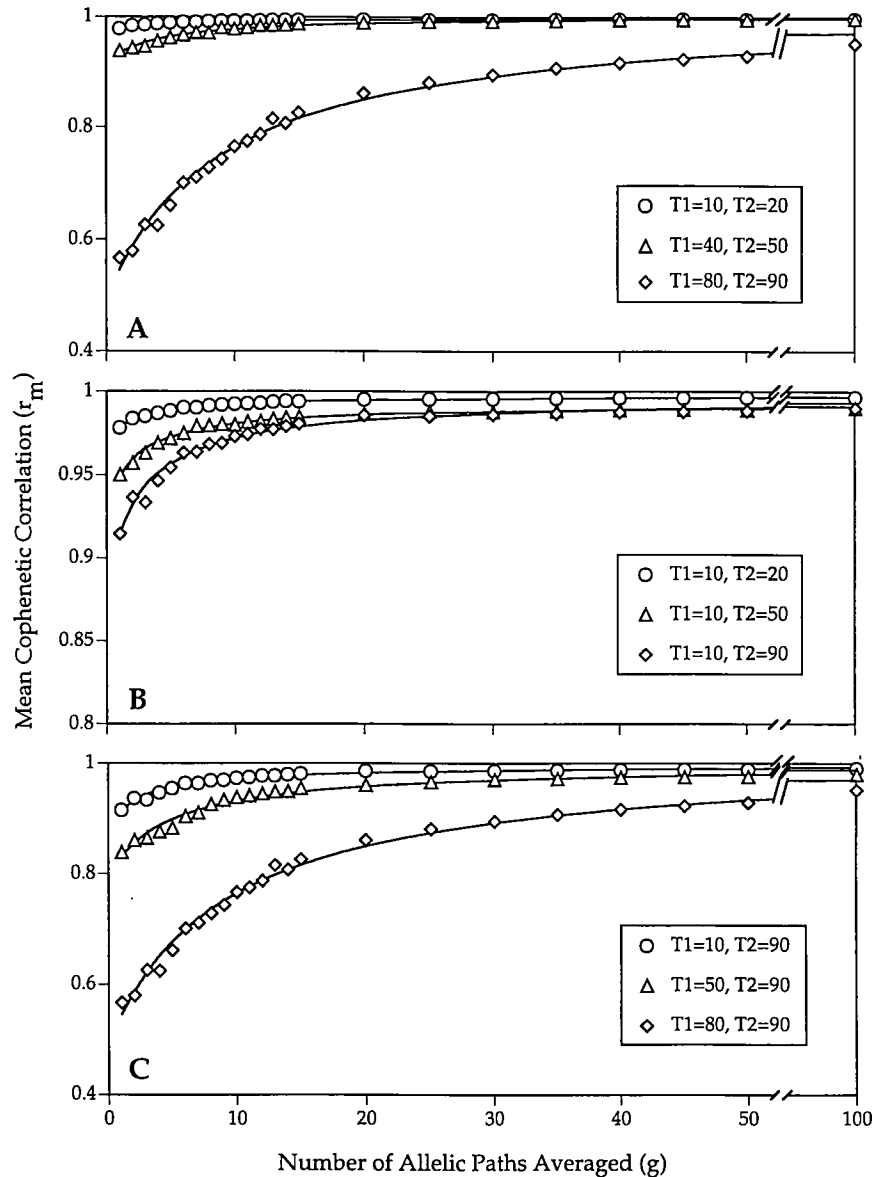 1
0.8
0.6
0.4
A
T1=10, T2=20
T1=40, T2=50
T1=80, T2=90
1
0.95
0.9
0.85
0.8
B
T1=10, T2=20
T1=10, T2=50
T1=10, T2=90
1
0.8
0.6
0.4
C
T1=10, T2=90
T1=50, T2=90
T1=80, T2=90
0 10 20 30 40 50 100
Mean Cophenetic Correlation (r_m)
Number of Allelic Paths Averaged (g)